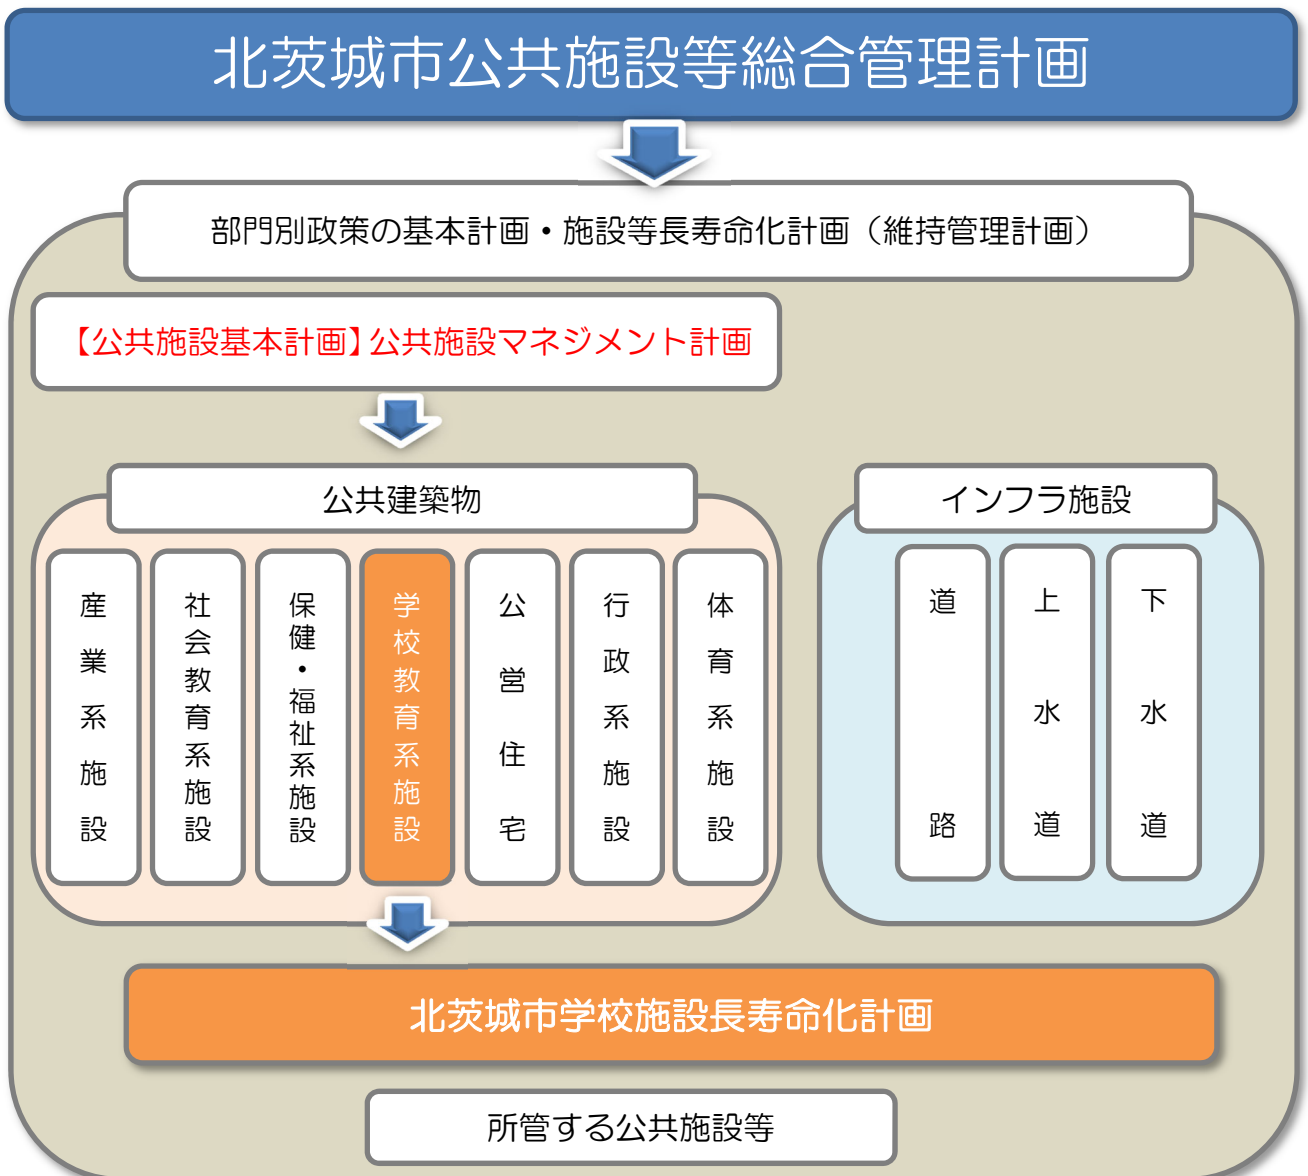 北茨城市公共施設等総合管理計画
部門別政策の基本計画・施設等長寿命化計画（維持管理計画）
【公共施設基本計画】公共施設マネジメント計画
公共建築物
産業系施設
社会教育系施設
保健・福祉系施設
学校教育系施設
公営住宅
行政系施設
体育系施設
インフラ施設
道路
上水道
下水道
北茨城市学校施設長寿命化計画
所管する公共施設等